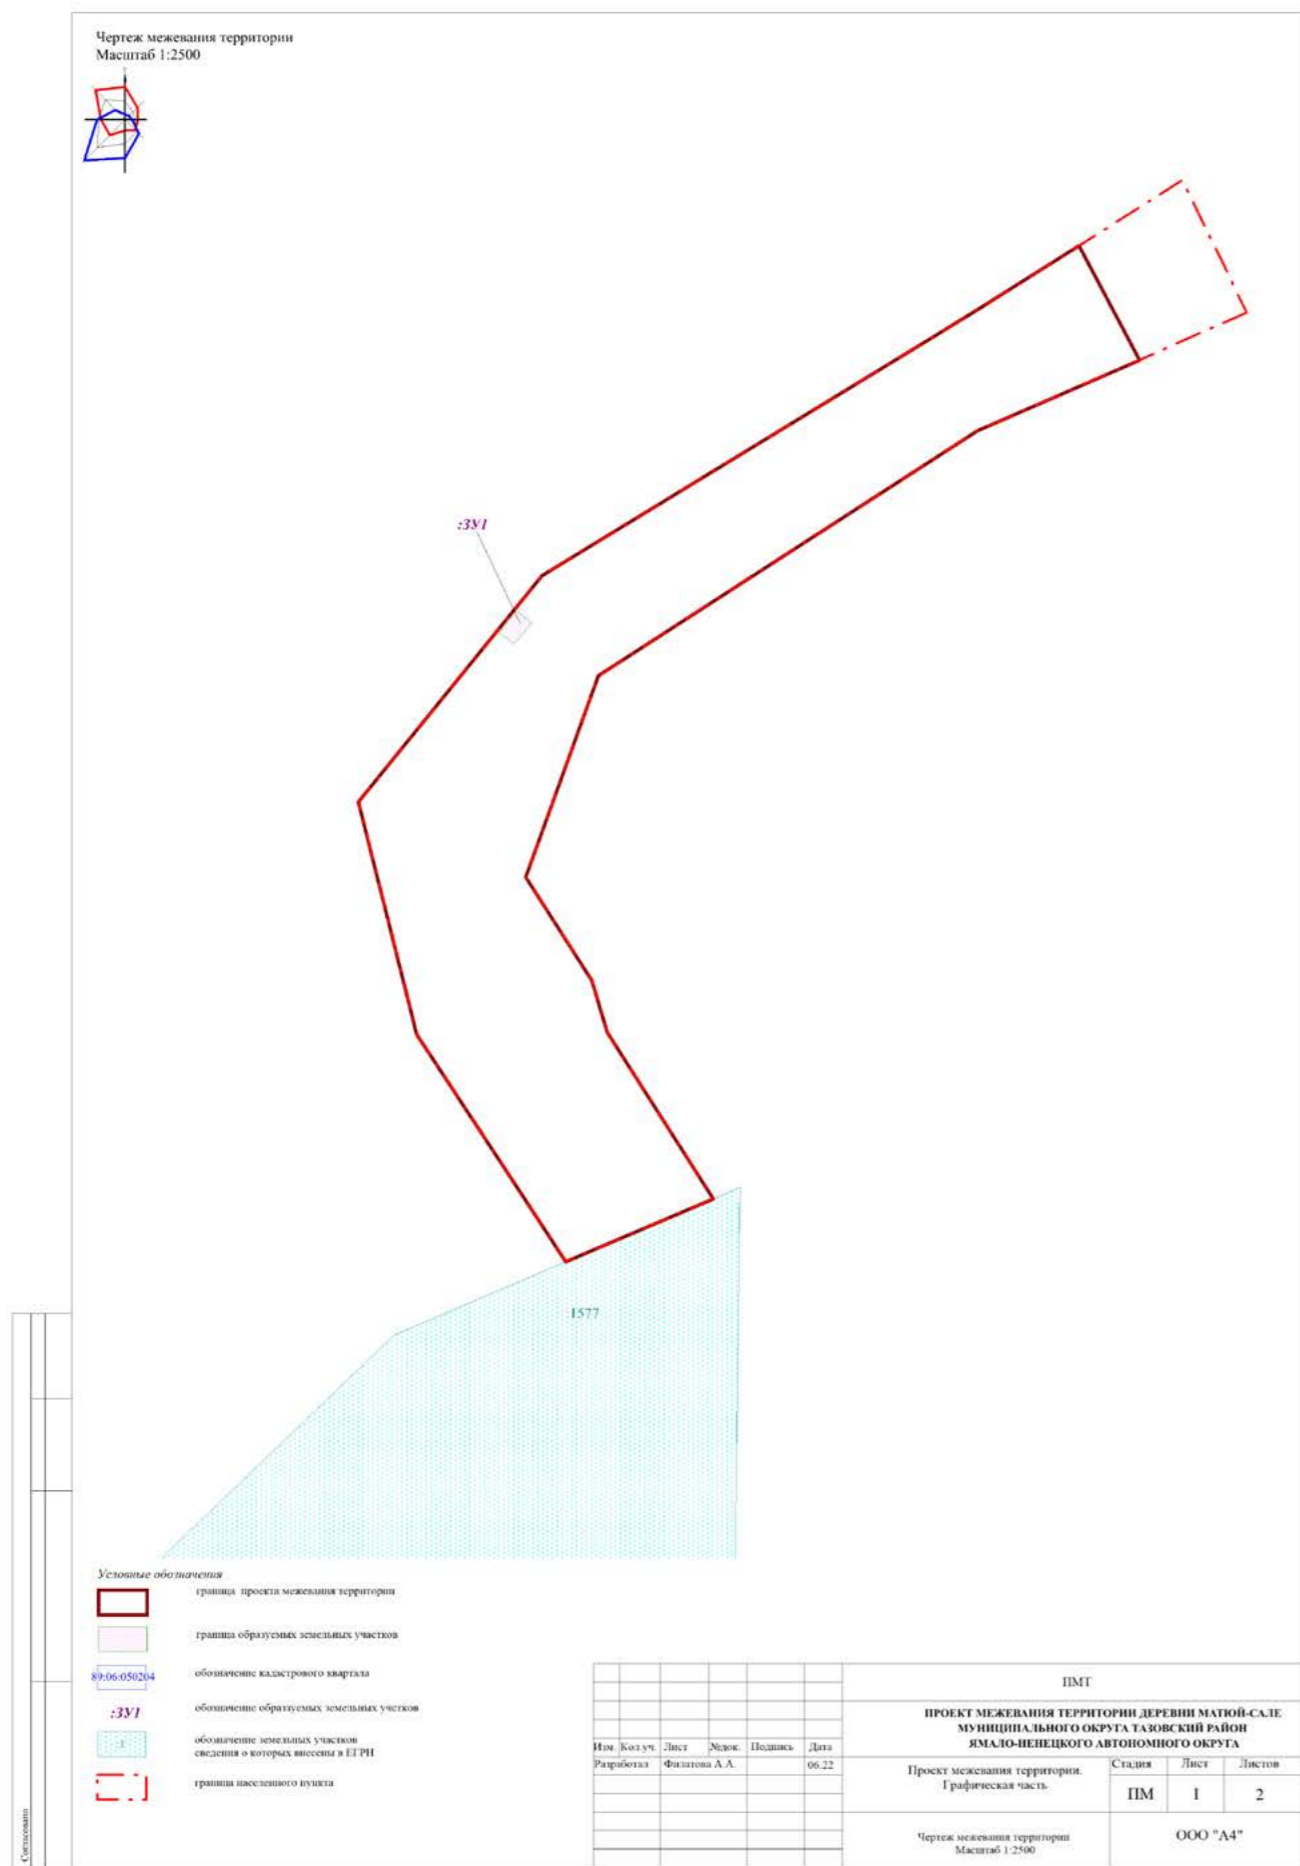 Чертеж межевания территории
Масштаб 1:2500
:ЗУ1
1577
Условные обозначения
граница проекта межевания территории
граница образуемых земельных участков
89:06:050204
обозначение кадастрового квартала
:ЗУ1
обозначение образуемых земельных участков
:1
обозначение земельных участков
сведения о которых внесены в ЕГРН
граница населенного пункта
Согласовано
ПМТ
ПРОЕКТ МЕЖЕВАНИЯ ТЕРРИТОРИИ ДЕРЕВНИ МАТЮЙ-САЛЕ
МУНИЦИПАЛЬНОГО ОКРУГА ТАЗОВСКИЙ РАЙОН
ЯМАЛО-НЕНЕЦКОГО АВТОНОМНОГО ОКРУГА
Изм. Кол.уч. Лист №док. Подпись Дата
Разработал Филатова А.А. 06.22
Проект межевания территории.
Графическая часть
Стадия Лист Листов
ПМ 1 2
Чертеж межевания территории
Масштаб 1:2500
ООО "А4"